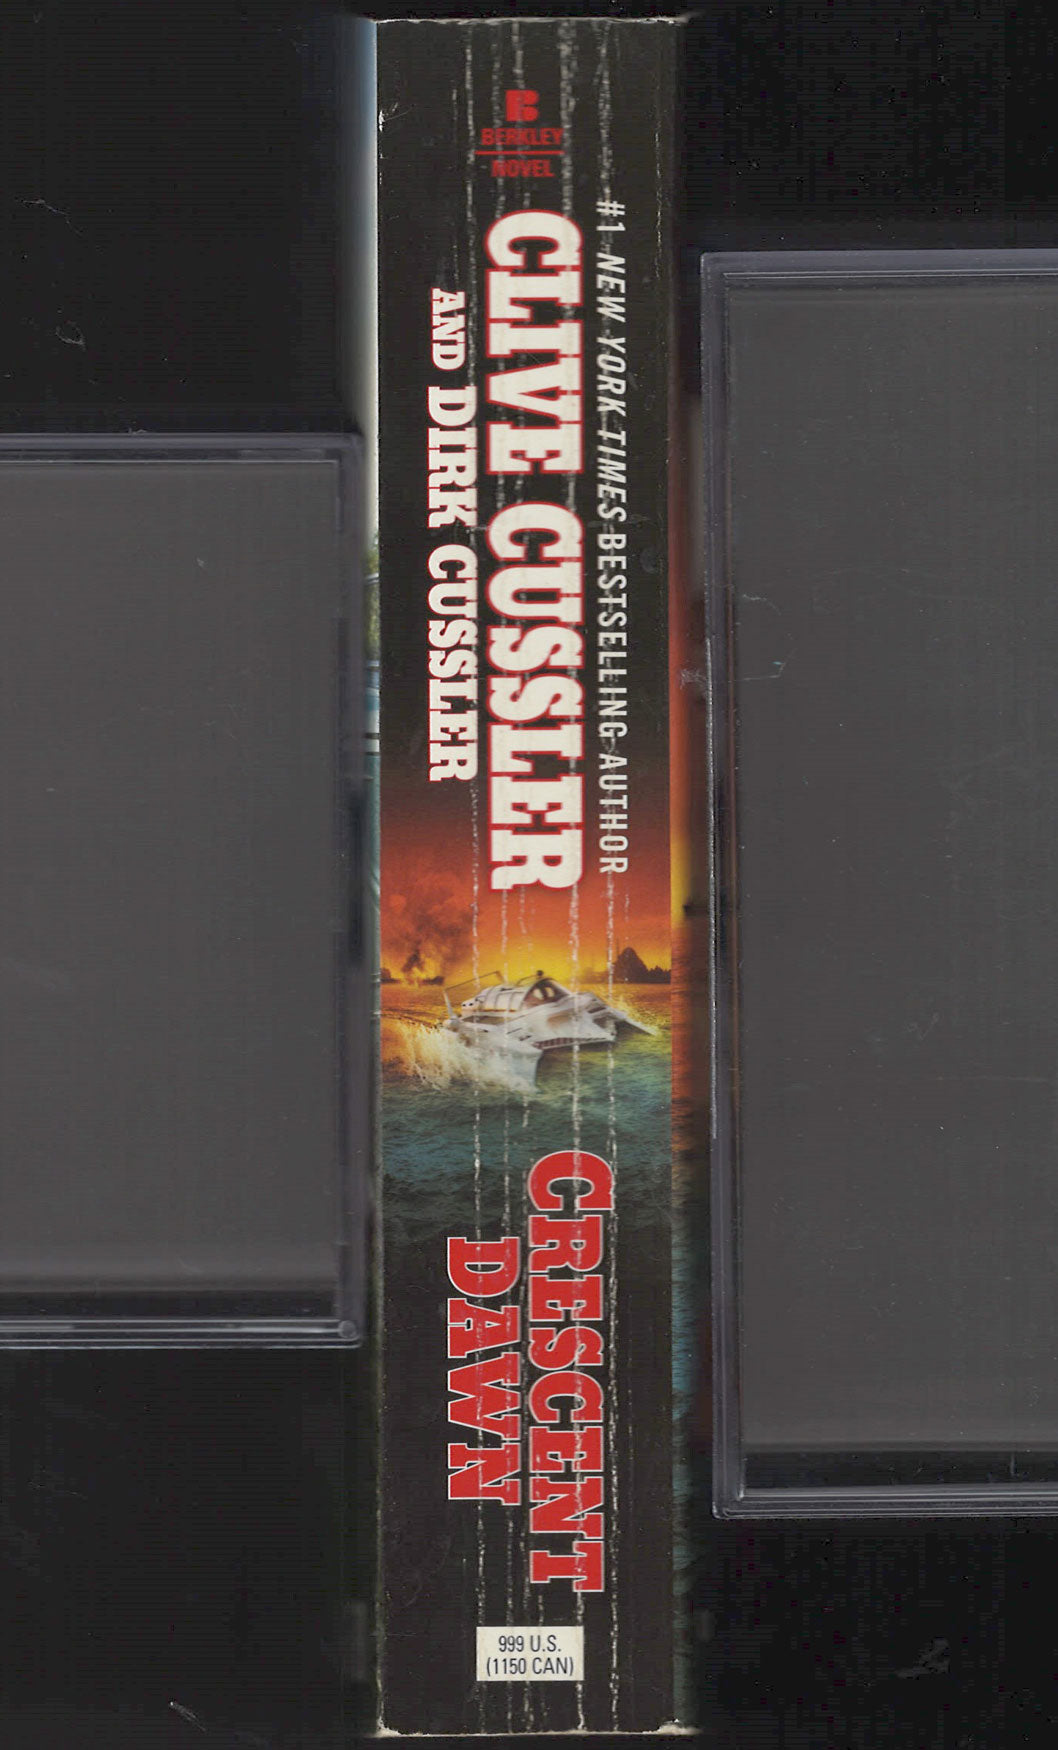 B
BERKLEY
NOVEL
#1 NEW YORK TIMES BESTSELLING AUTHOR
CLIVE CUSSLER
AND DIRK CUSSLER
CRESCENT
DAWN
999 U.S.
(1150 CAN)